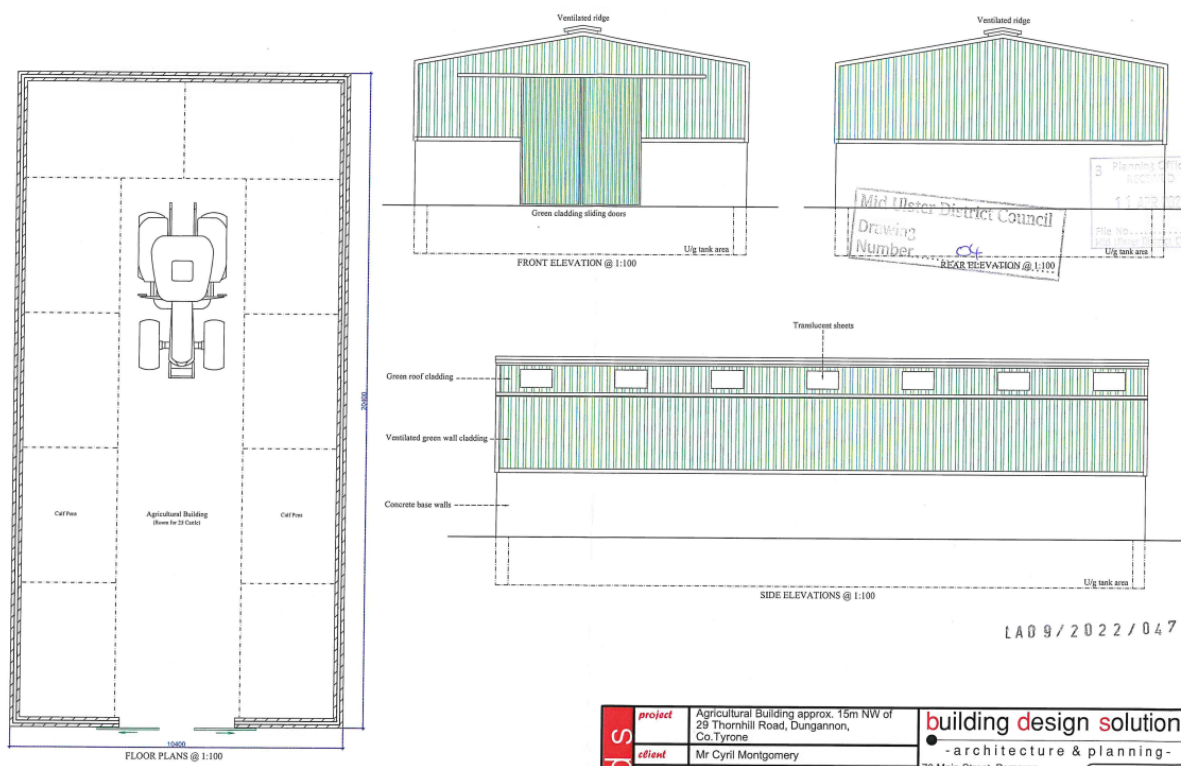 Ventilated ridge
Green cladding sliding doors
U/g tank area
FRONT ELEVATION @ 1:100
Ventilated ridge
U/g tank area
REAR ELEVATION @ 1:100
Mid Ulster District Council
Drawing
Number
04
Planning Office
File No.
20400
Calf Pens
Agricultural Building
(Room for 25 Cattle)
Calf Pens
10400
FLOOR PLANS @ 1:100
Translucent sheets
Green roof cladding
Ventilated green wall cladding
Concrete base walls
U/g tank area
SIDE ELEVATIONS @ 1:100
LA09/2022/047
project
Agricultural Building approx. 15m NW of
29 Thornhill Road, Dungannon,
Co.Tyrone
client
Mr Cyril Montgomery
building design solution
-architecture & planning-